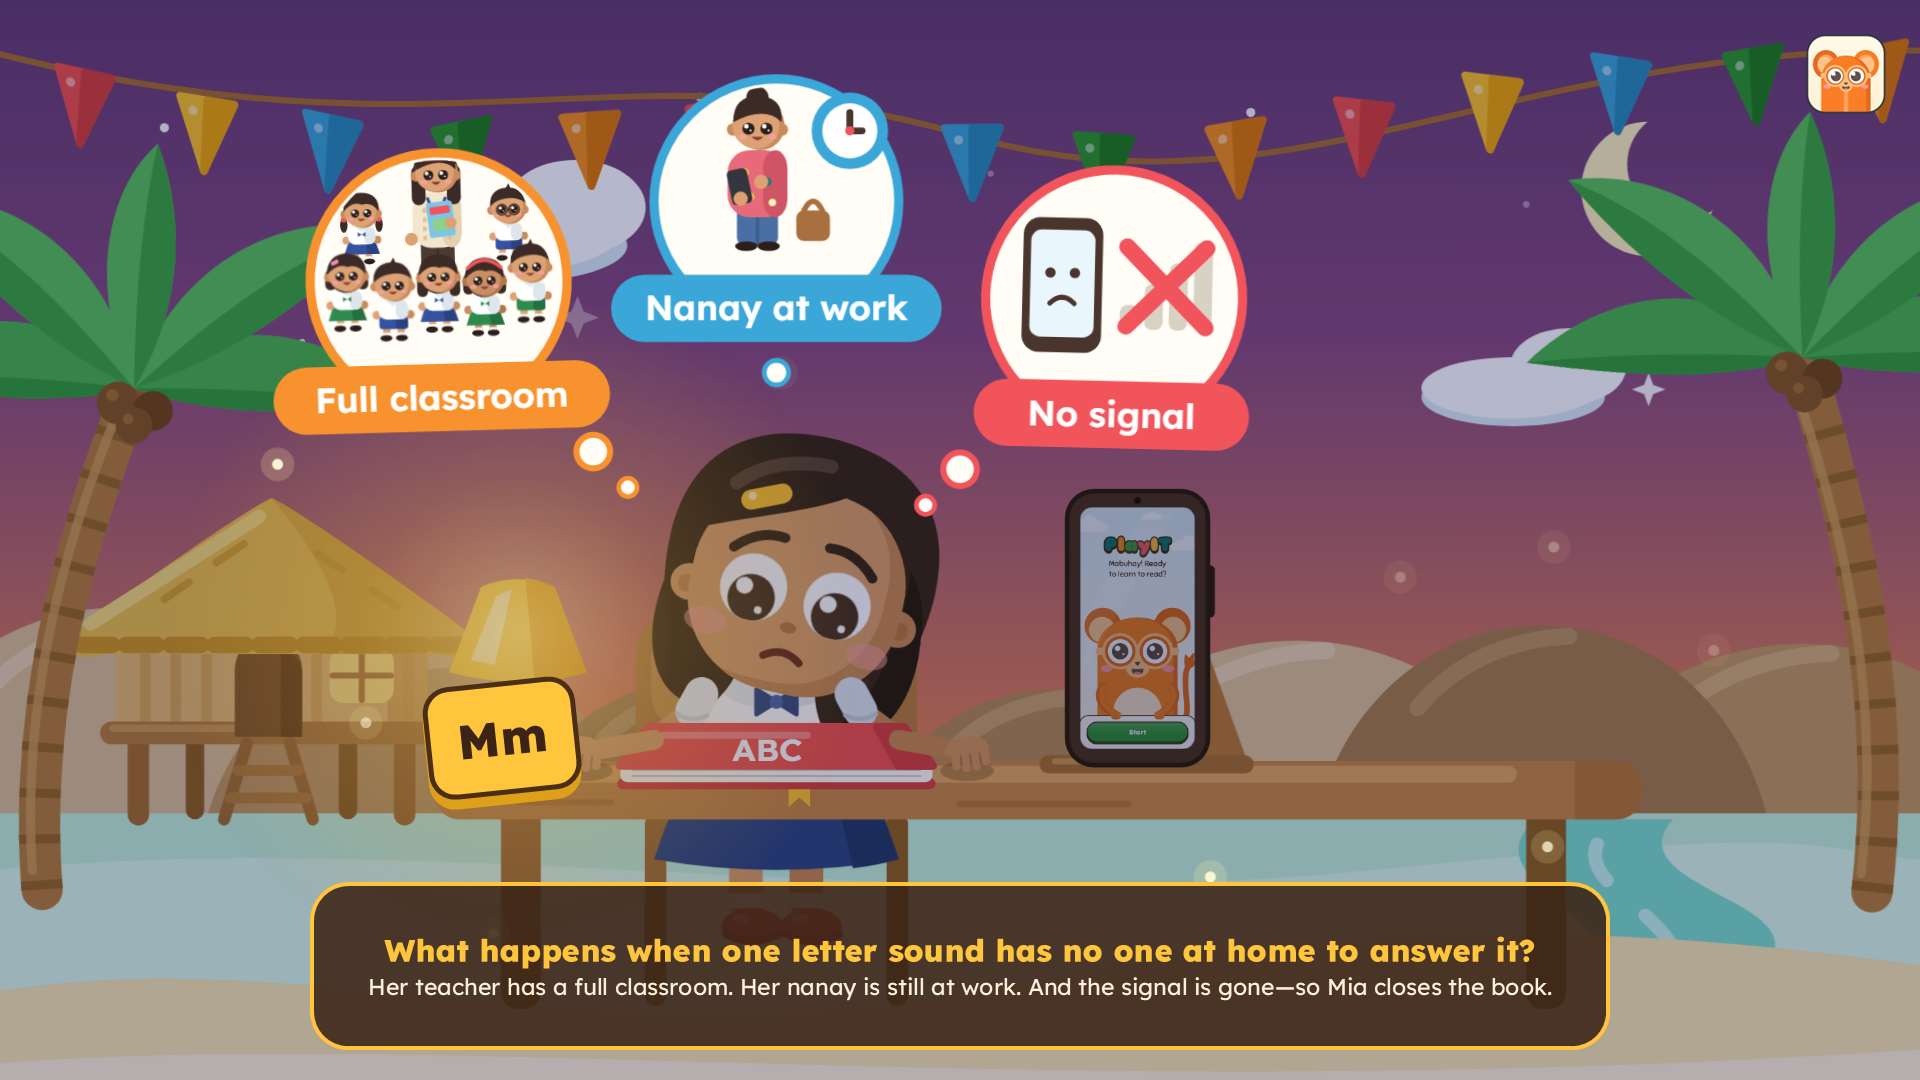 Nanay at work
Full classroom
No signal
PlayIT
Mabuhay! Ready
to learn to read?
Start
Mm
ABC
What happens when one letter sound has no one at home to answer it?
Her teacher has a full classroom. Her nanay is still at work. And the signal is gone—so Mia closes the book.